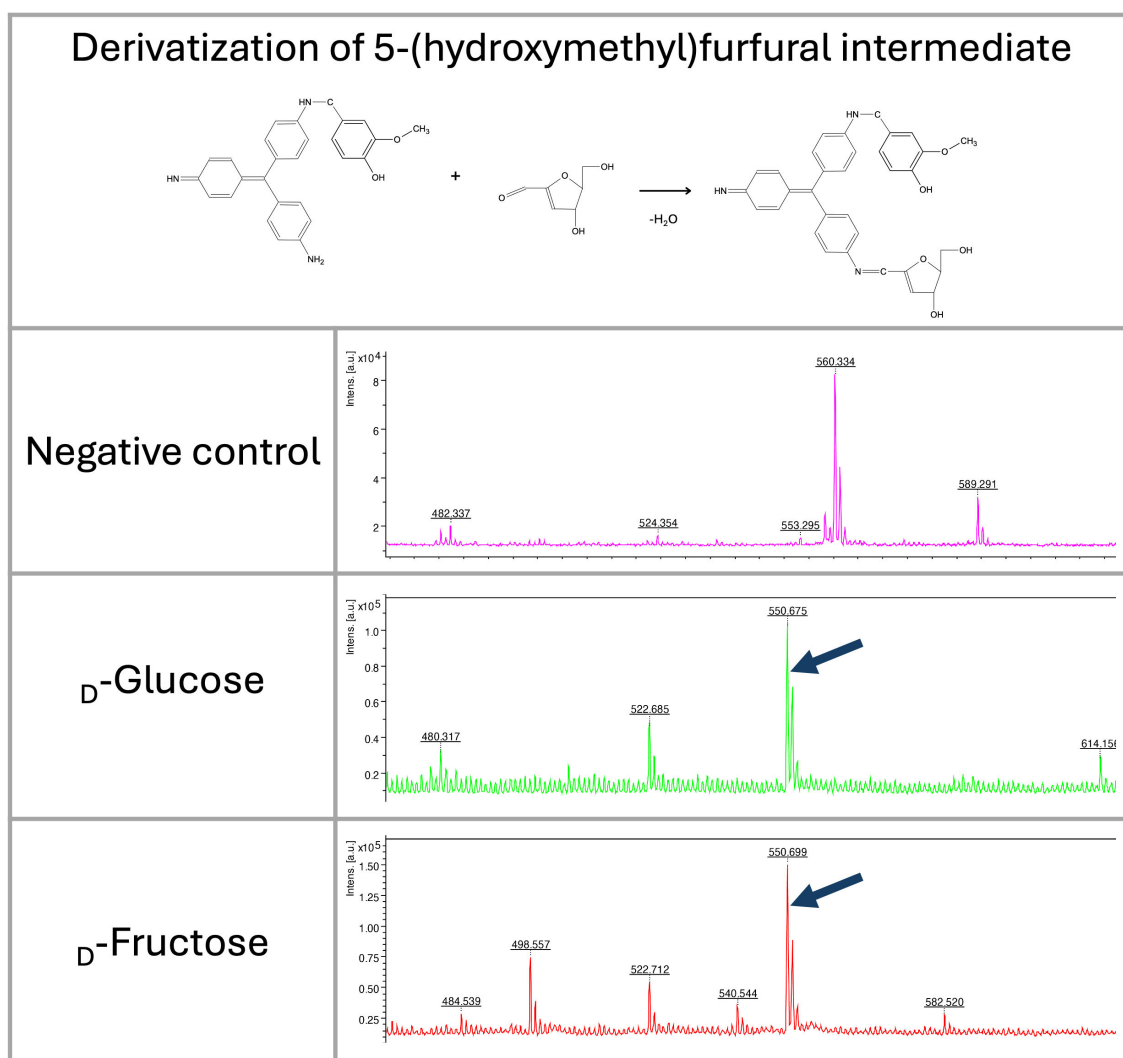 Derivatization of 5-(hydroxymethyl)furfural intermediate
HN
C
O
CH3
OH
HN
NH2
+
O
O
OH
OH
-H2O
HN
C
O
CH3
OH
HN
N
C
O
OH
OH
Negative control
Intens. [a.u.]
x10^4
8
6
4
2
482.337
524.354
553.295
560.334
589.291
D-Glucose
Intens. [a.u.]
x10^5
1.0
0.8
0.6
0.4
0.2
480.317
522.685
550.675
614.156
D-Fructose
Intens. [a.u.]
x10^5
1.50
1.25
1.00
0.75
0.50
0.25
484.539
498.557
522.712
540.544
550.699
582.520